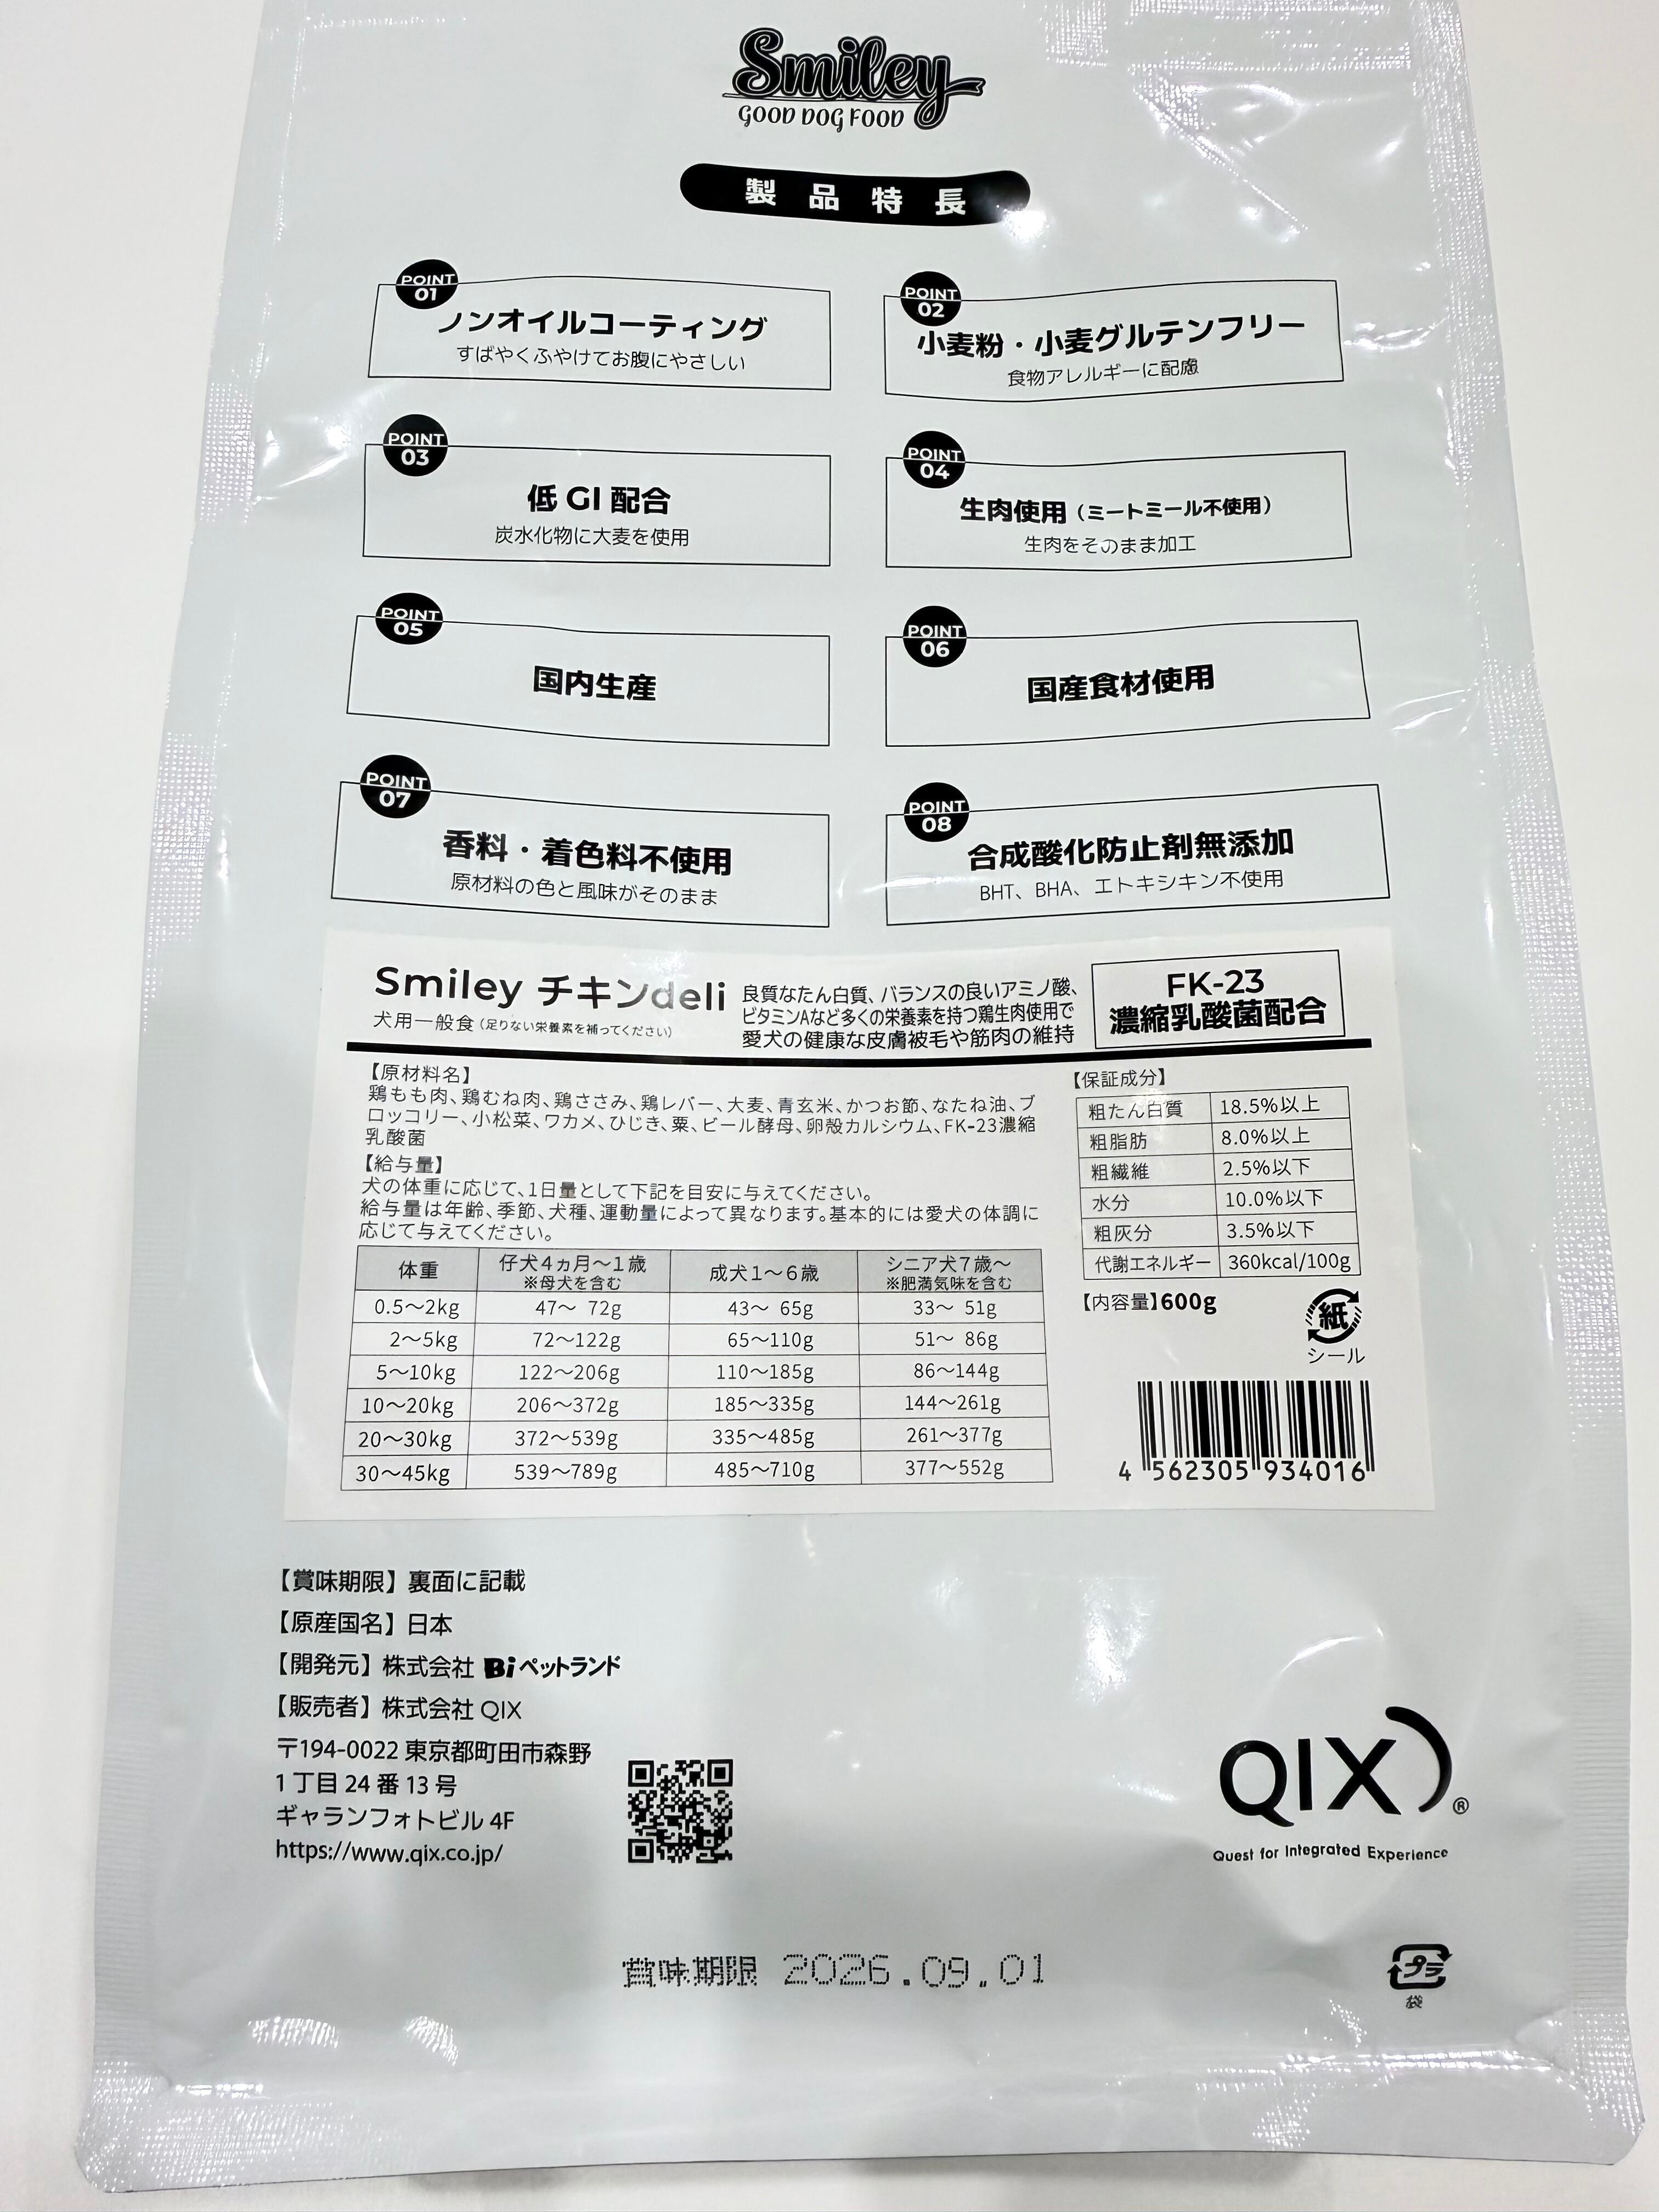 Smiley
GOOD DOG FOOD
製品特長
POINT 01
ノンオイルコーティング
すばやくふやけてお腹にやさしい
POINT 02
小麦粉・小麦グルテンフリー
食物アレルギーに配慮
POINT 03
低GI配合
炭水化物に大麦を使用
POINT 04
生肉使用（ミートミール不使用）
生肉をそのまま加工
POINT 05
国内生産
POINT 06
国産食材使用
POINT 07
香料・着色料不使用
原材料の色と風味がそのまま
POINT 08
合成酸化防止剤無添加
BHT、BHA、エトキシキン不使用
Smiley チキンdeli
犬用一般食（足りない栄養素を補ってください）
良質なたん白質、バランスの良いアミノ酸、
ビタミンAなど多くの栄養素を持つ鶏生肉使用で
愛犬の健康な皮膚被毛や筋肉の維持
FK-23
濃縮乳酸菌配合
【原材料名】
鶏もも肉、鶏むね肉、鶏ささみ、鶏レバー、大麦、青玄米、かつお節、なたね油、ブ
ロッコリー、小松菜、ワカメ、ひじき、粟、ビール酵母、卵殻カルシウム、FK-23濃縮
乳酸菌
【給与量】
犬の体重に応じて、1日量として下記を目安に与えてください。
給与量は年齢、季節、犬種、運動量によって異なります。基本的には愛犬の体調に
応じて与えてください。
体重 仔犬4ヵ月〜1歳 ※母犬を含む 成犬1〜6歳 シニア犬7歳〜 ※肥満気味を含む
0.5〜2kg 47〜 72g 43〜 65g 33〜 51g
2〜5kg 72〜122g 65〜110g 51〜 86g
5〜10kg 122〜206g 110〜185g 86〜144g
10〜20kg 206〜372g 185〜335g 144〜261g
20〜30kg 372〜539g 335〜485g 261〜377g
30〜45kg 539〜789g 485〜710g 377〜552g
【保証成分】
粗たん白質 18.5%以上
粗脂肪 8.0%以上
粗繊維 2.5%以下
水分 10.0%以下
粗灰分 3.5%以下
代謝エネルギー 360kcal/100g
【内容量】600g
紙
シール
4 562305 934016
【賞味期限】裏面に記載
【原産国名】日本
【開発元】株式会社 Biペットランド
【販売者】株式会社 QIX
〒194-0022 東京都町田市森野
1丁目24番13号
ギャランフォトビル 4F
https://www.qix.co.jp/
QIX®
Quest for Integrated Experience
賞味期限 2026.09.01
プラ
袋